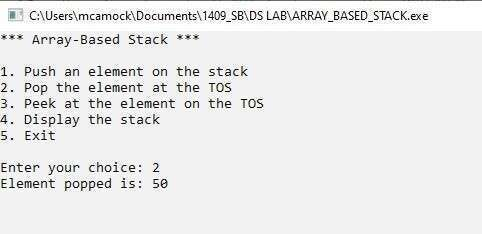 C:\Users\mcamock\Documents\1409_SB\DS LAB\ARRAY_BASED_STACK.exe
*** Array-Based Stack ***
1. Push an element on the stack
2. Pop the element at the TOS
3. Peek at the element on the TOS
4. Display the stack
5. Exit
Enter your choice: 2
Element popped is: 50